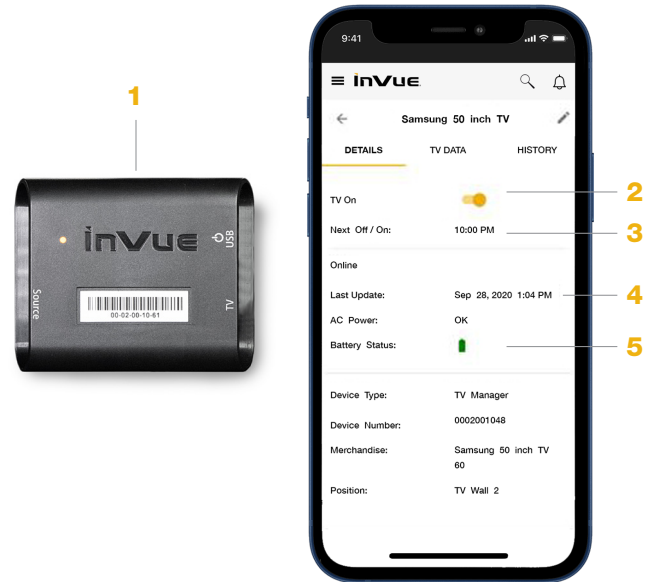 1
inVue
USB
Source
TV
00-02-00-10-61
9:41
inVue
Samsung 50 inch TV
DETAILS TV DATA HISTORY
TV On
2
Next Off / On: 10:00 PM
3
Online
Last Update: Sep 28, 2020 1:04 PM
4
AC Power: OK
Battery Status:
5
Device Type: TV Manager
Device Number: 0002001048
Merchandise: Samsung 50 inch TV
60
Position: TV Wall 2